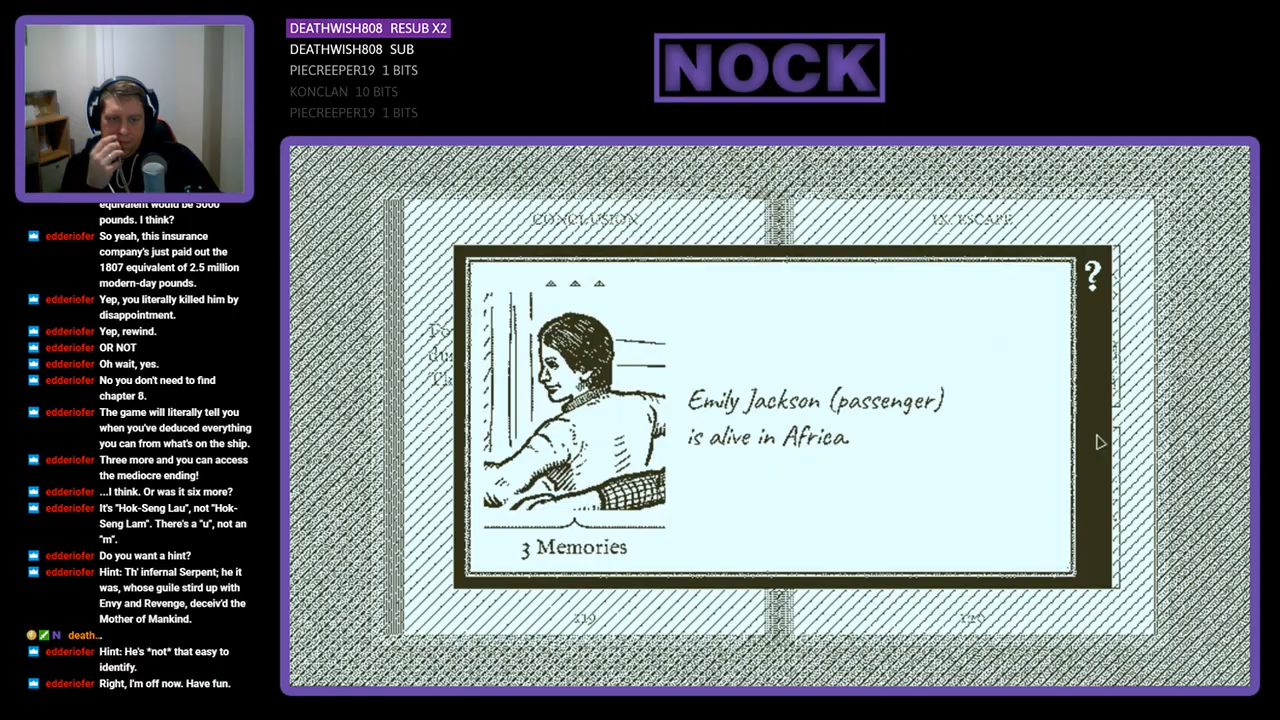 DEATHWISH808 RESUB X2
DEATHWISH808 SUB
PIECREEPER19 1 BITS
KONCLAN 10 BITS
PIECREEPER19 1 BITS
NOCK
equivalent would be 5000
pounds. I think?
edderiofer So yeah, this insurance
company's just paid out the
1807 equivalent of 2.5 million
modern-day pounds.
edderiofer Yep, you literally killed him by
disappointment.
edderiofer Yep, rewind.
edderiofer OR NOT
edderiofer Oh wait, yes.
edderiofer No you don't need to find
chapter 8.
edderiofer The game will literally tell you
when you've deduced everything
you can from what's on the ship.
edderiofer Three more and you can access
the mediocre ending!
edderiofer ...I think. Or was it six more?
edderiofer It's "Hok-Seng Lau", not "Hok-
Seng Lam". There's a "u", not an
"m".
edderiofer Do you want a hint?
edderiofer Hint: Th' infernal Serpent; he it
was, whose guile stird up with
Envy and Revenge, deceiv'd the
Mother of Mankind.
N death...
edderiofer Hint: He's *not* that easy to
identify.
edderiofer Right, I'm off now. Have fun.
CONCLUSION
IX. ESCAPE
?
Emily Jackson (passenger)
is alive in Africa.
3 Memories
119
120